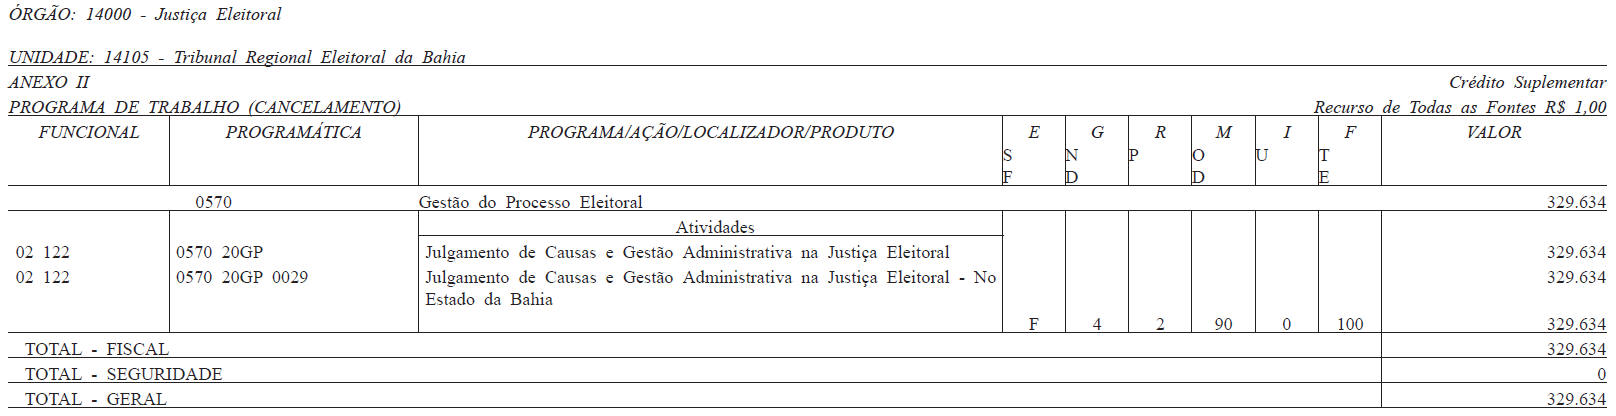 ÓRGÃO: 14000 - Justiça Eleitoral
UNIDADE: 14105 - Tribunal Regional Eleitoral da Bahia
ANEXO II Crédito Suplementar
PROGRAMA DE TRABALHO (CANCELAMENTO) Recurso de Todas as Fontes R$ 1,00
FUNCIONAL PROGRAMÁTICA PROGRAMA/AÇÃO/LOCALIZADOR/PRODUTO E G R M I F VALOR
S N P O U T
F D D E
0570 Gestão do Processo Eleitoral 329.634
Atividades
02 122 0570 20GP Julgamento de Causas e Gestão Administrativa na Justiça Eleitoral 329.634
02 122 0570 20GP 0029 Julgamento de Causas e Gestão Administrativa na Justiça Eleitoral - No 329.634
Estado da Bahia
F 4 2 90 0 100 329.634
TOTAL - FISCAL 329.634
TOTAL - SEGURIDADE 0
TOTAL - GERAL 329.634